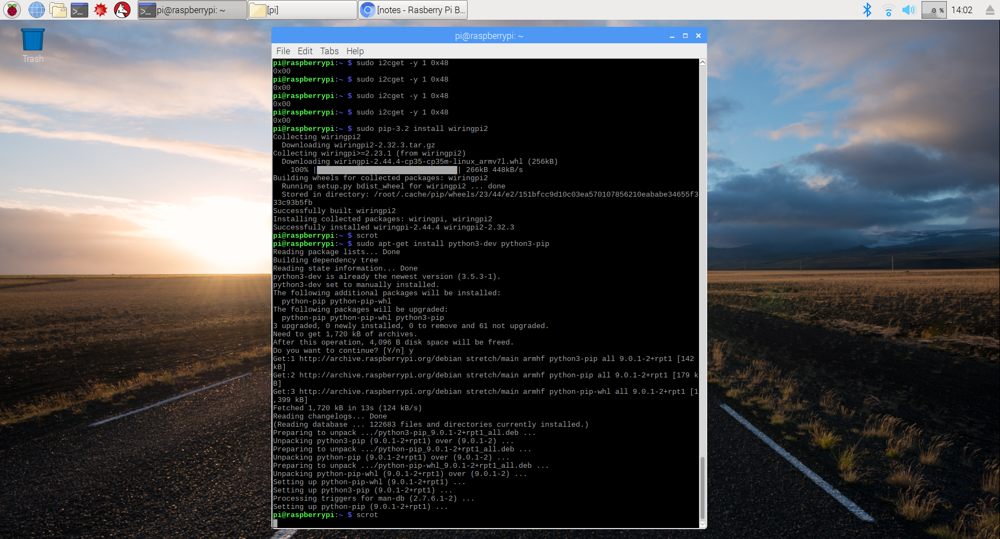 pi@raspberrypi: ~
[pi]
[notes - Rasberry Pi B...
0 %
14:02
Trash
pi@raspberrypi: ~
File Edit Tabs Help
pi@raspberrypi:~ $ sudo i2cget -y 1 0x48
0x00
pi@raspberrypi:~ $ sudo i2cget -y 1 0x48
0x00
pi@raspberrypi:~ $ sudo i2cget -y 1 0x48
0x00
pi@raspberrypi:~ $ sudo i2cget -y 1 0x48
0x00
pi@raspberrypi:~ $ sudo pip-3.2 install wiringpi2
Collecting wiringpi2
  Downloading wiringpi2-2.32.3.tar.gz
Collecting wiringpi>=2.23.1 (from wiringpi2)
  Downloading wiringpi-2.44.4-cp35-cp35m-linux_armv7l.whl (256kB)
    100% |████████████████████████████████| 266kB 448kB/s
Building wheels for collected packages: wiringpi2
  Running setup.py bdist_wheel for wiringpi2 ... done
  Stored in directory: /root/.cache/pip/wheels/23/44/e2/151bfcc9d10c03ea570107856210eababe34655f3
33c93b5fb
Successfully built wiringpi2
Installing collected packages: wiringpi, wiringpi2
Successfully installed wiringpi-2.44.4 wiringpi2-2.32.3
pi@raspberrypi:~ $ scrot
pi@raspberrypi:~ $ sudo apt-get install python3-dev python3-pip
Reading package lists... Done
Building dependency tree
Reading state information... Done
python3-dev is already the newest version (3.5.3-1).
python3-dev set to manually installed.
The following additional packages will be installed:
  python-pip python-pip-whl
The following packages will be upgraded:
  python-pip python-pip-whl python3-pip
3 upgraded, 0 newly installed, 0 to remove and 61 not upgraded.
Need to get 1,720 kB of archives.
After this operation, 4,096 B disk space will be freed.
Do you want to continue? [Y/n] y
Get:1 http://archive.raspberrypi.org/debian stretch/main armhf python3-pip all 9.0.1-2+rpt1 [142
kB]
Get:2 http://archive.raspberrypi.org/debian stretch/main armhf python-pip all 9.0.1-2+rpt1 [179 k
B]
Get:3 http://archive.raspberrypi.org/debian stretch/main armhf python-pip-whl all 9.0.1-2+rpt1 [1
,399 kB]
Fetched 1,720 kB in 13s (124 kB/s)
Reading changelogs... Done
(Reading database ... 122683 files and directories currently installed.)
Preparing to unpack .../python3-pip_9.0.1-2+rpt1_all.deb ...
Unpacking python3-pip (9.0.1-2+rpt1) over (9.0.1-2) ...
Preparing to unpack .../python-pip_9.0.1-2+rpt1_all.deb ...
Unpacking python-pip (9.0.1-2+rpt1) over (9.0.1-2) ...
Preparing to unpack .../python-pip-whl_9.0.1-2+rpt1_all.deb ...
Unpacking python-pip-whl (9.0.1-2+rpt1) over (9.0.1-2) ...
Setting up python-pip-whl (9.0.1-2+rpt1) ...
Setting up python3-pip (9.0.1-2+rpt1) ...
Processing triggers for man-db (2.7.6.1-2) ...
Setting up python-pip (9.0.1-2+rpt1) ...
pi@raspberrypi:~ $ scrot